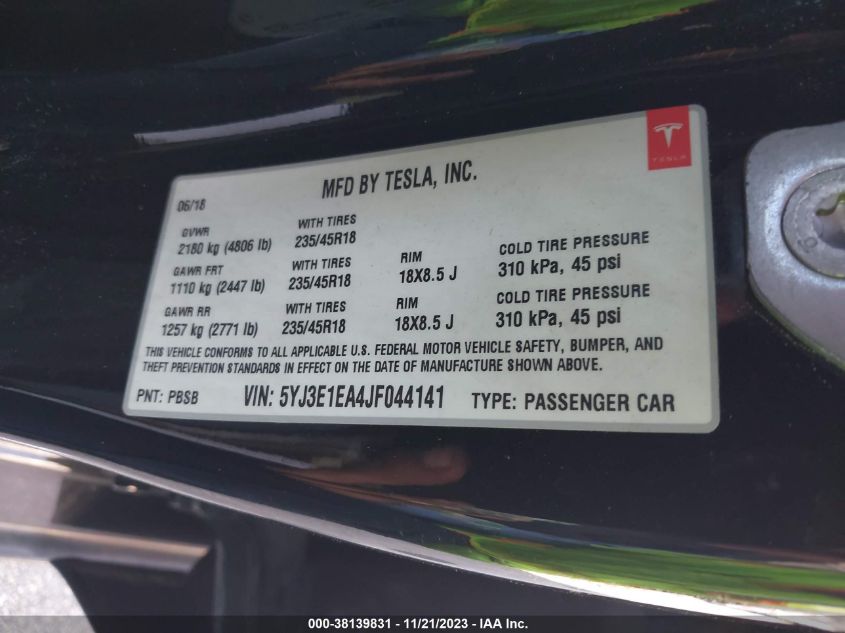 TESLA
MFD BY TESLA, INC.
06/18
GVWR WITH TIRES
2180 kg (4806 lb) 235/45R18
GAWR FRT WITH TIRES RIM COLD TIRE PRESSURE
1110 kg (2447 lb) 235/45R18 18X8.5 J 310 kPa, 45 psi
GAWR RR WITH TIRES RIM COLD TIRE PRESSURE
1257 kg (2771 lb) 235/45R18 18X8.5 J 310 kPa, 45 psi
THIS VEHICLE CONFORMS TO ALL APPLICABLE U.S. FEDERAL MOTOR VEHICLE SAFETY, BUMPER, AND
THEFT PREVENTION STANDARDS IN EFFECT ON THE DATE OF MANUFACTURE SHOWN ABOVE.
PNT: PBSB VIN: 5YJ3E1EA4JF044141 TYPE: PASSENGER CAR
000-38139831 - 11/21/2023 - IAA Inc.